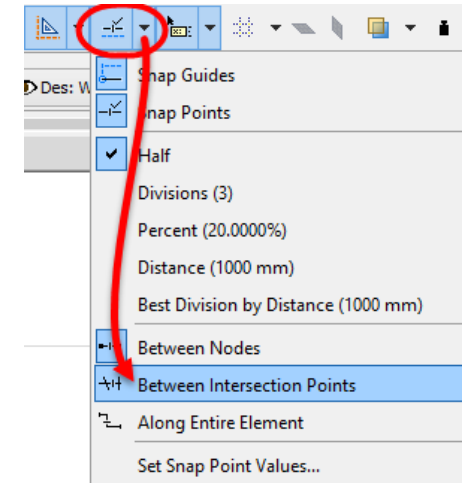 Des: W
Snap Guides
Snap Points
Half
Divisions (3)
Percent (20.0000%)
Distance (1000 mm)
Best Division by Distance (1000 mm)
Between Nodes
Between Intersection Points
Along Entire Element
Set Snap Point Values...